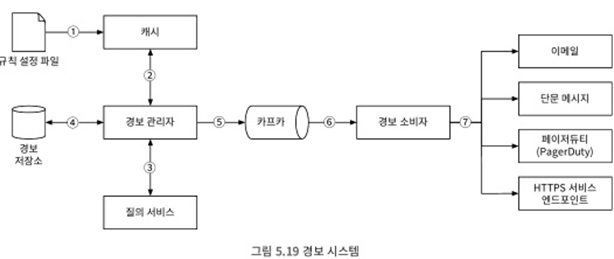 ①
캐시
규칙 설정 파일
②
이메일
④
경보 관리자
⑤
카프카
⑥
경보 소비자
⑦
단문 메시지
경보
저장소
③
페이저듀티
(PagerDuty)
질의 서비스
HTTPS 서비스
엔드포인트
그림 5.19 경보 시스템